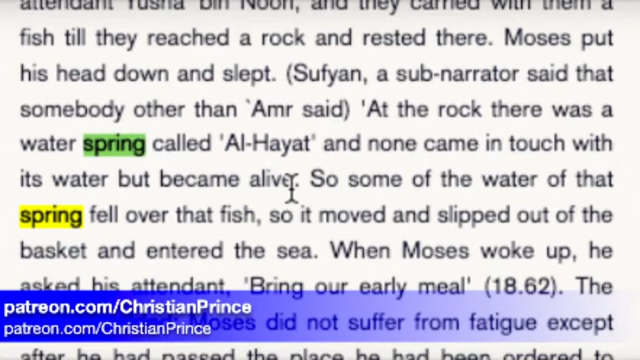 attendant Yusha` bin Noon, and they carried with them a
fish till they reached a rock and rested there. Moses put
his head down and slept. (Sufyan, a sub-narrator said that
somebody other than `Amr said) 'At the rock there was a
water spring called 'Al-Hayat' and none came in touch with
its water but became alive. So some of the water of that
spring fell over that fish, so it moved and slipped out of the
basket and entered the sea. When Moses woke up, he
asked his attendant, 'Bring our early meal' (18.62). The
patreon.com/ChristianPrince
patreon.com/ChristianPrince
Moses did not suffer from fatigue except
after he had passed the place he had been ordered to